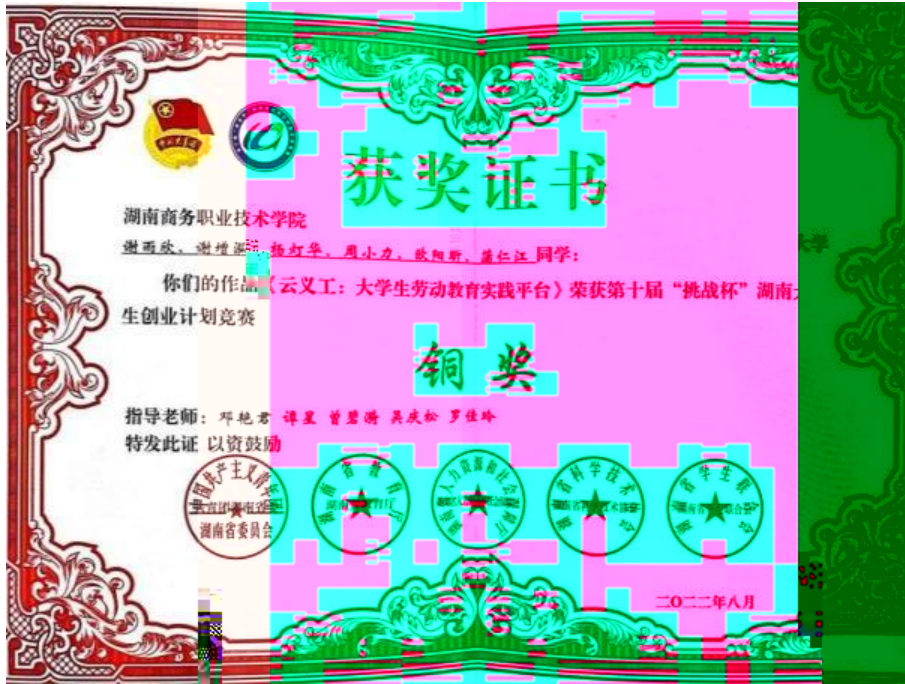 获奖证书
湖南商务职业技术学院
谢雨欣、谢增 杨灯华、周小力、欧阳昕、蒲仁江 同学：
你们的作品《云义工：大学生劳动教育实践平台》荣获第十届“挑战杯”湖南 大学
生创业计划竞赛
铜奖
指导老师：邓艳君 谭星 曾碧漪 吴庆松 罗佳玲
特发此证 以资鼓励
湖南省委员会
二〇二二年八月